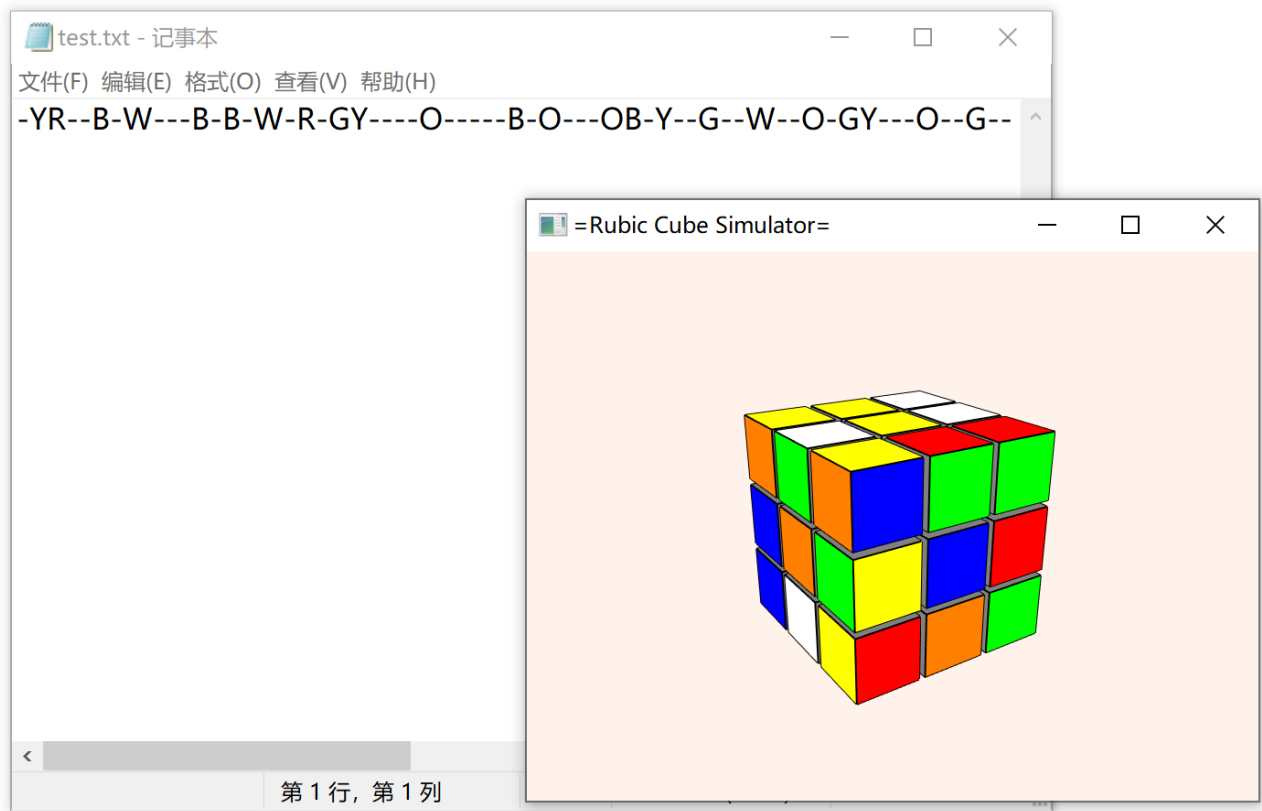 test.txt - 记事本
文件(F) 编辑(E) 格式(O) 查看(V) 帮助(H)
-YR--B-W---B-B-W-R-GY----O-----B-O---OB-Y--G--W--O-GY---O--G--
=Rubic Cube Simulator=
第 1 行，第 1 列